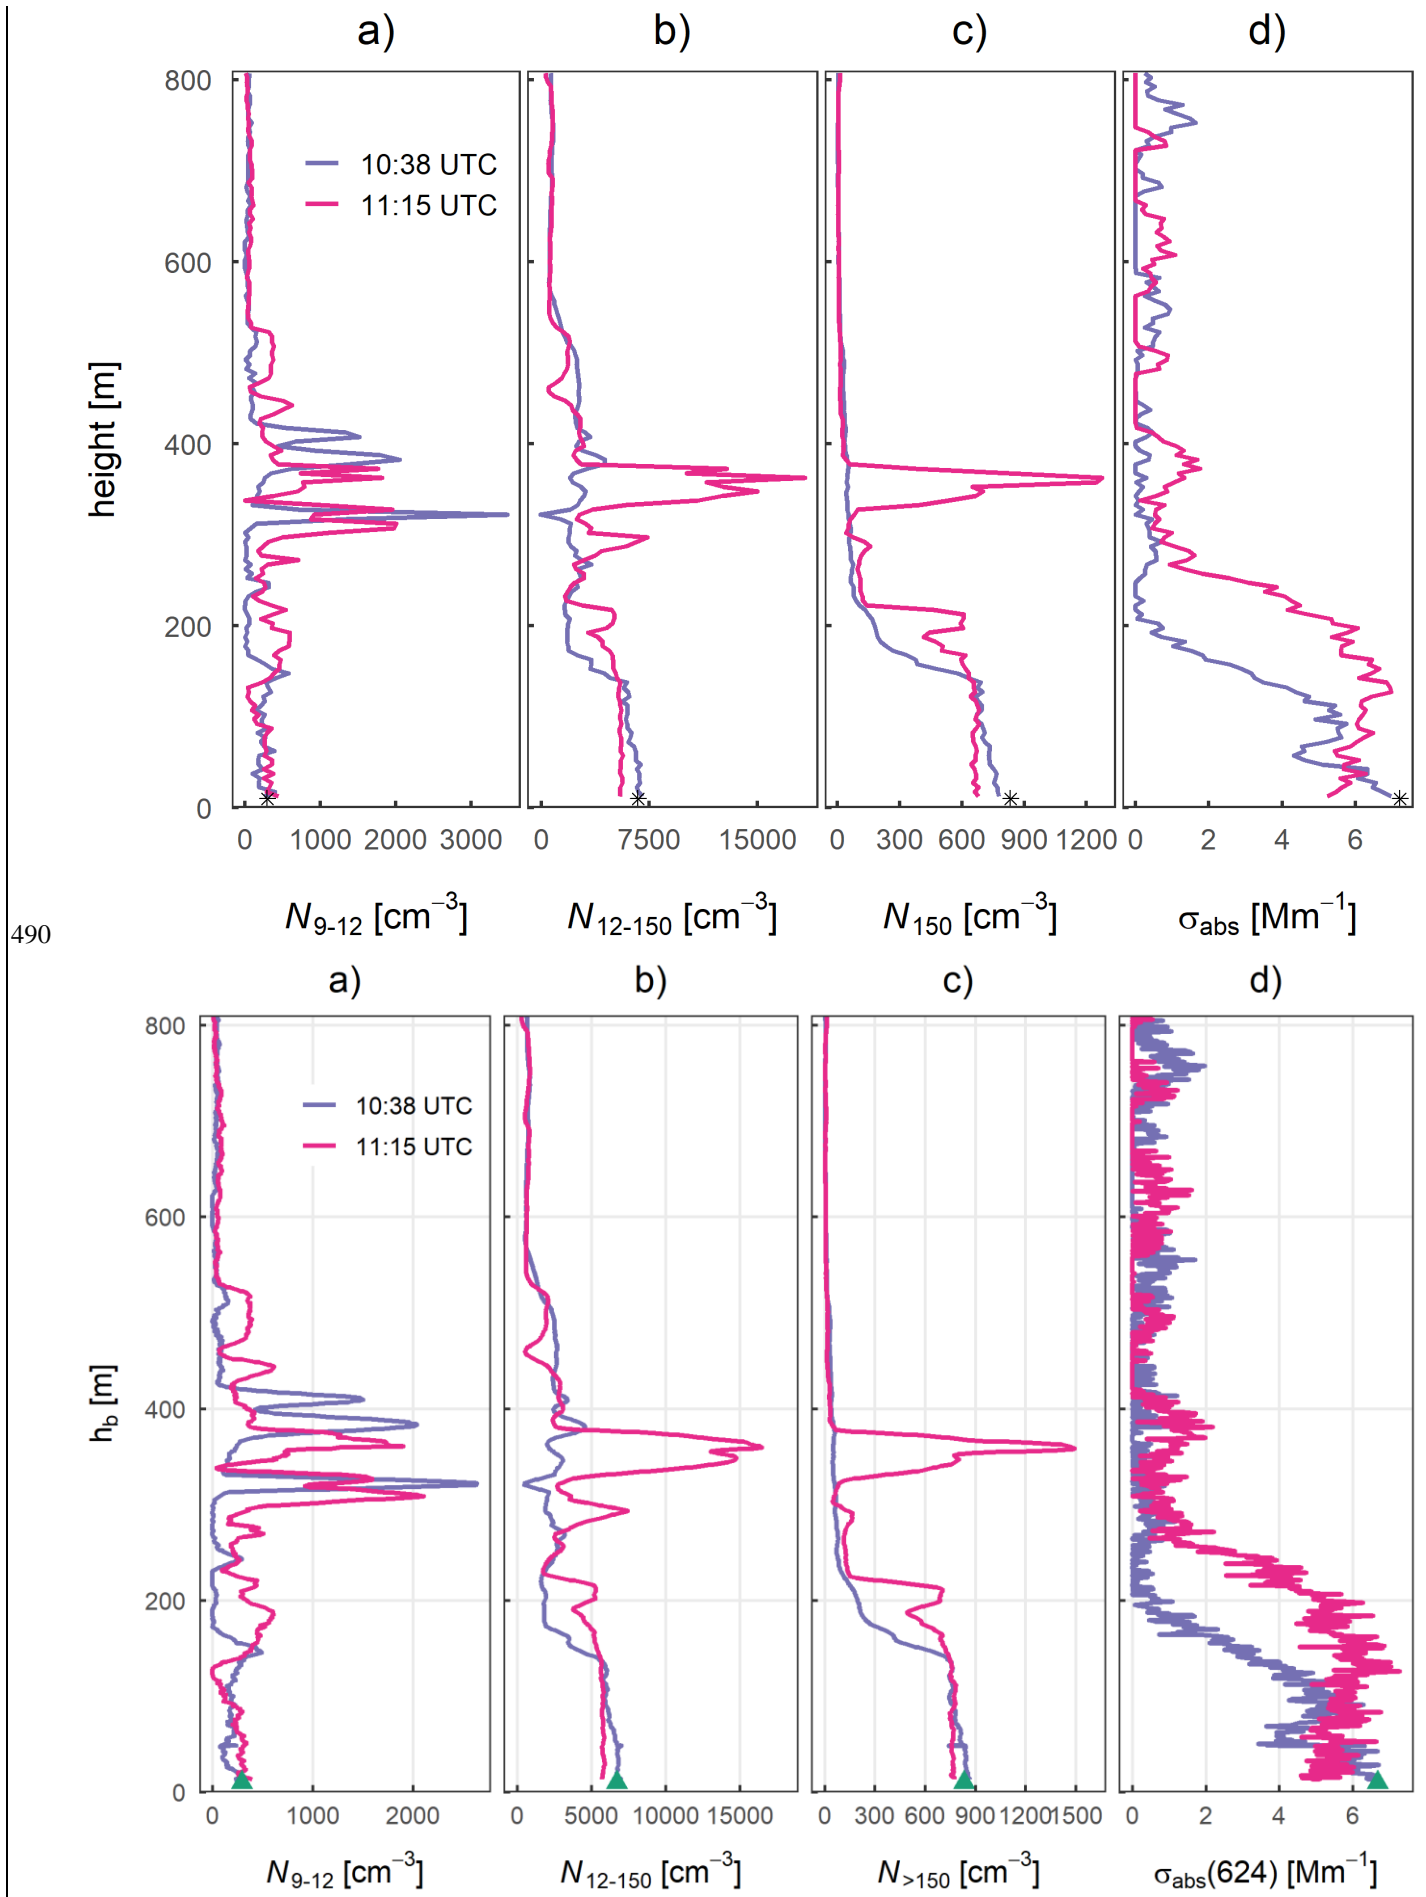 a) b) c) d)
800
10:38 UTC
11:15 UTC
600
height [m]
400
200
0
0 1000 2000 3000 0 7500 15000 0 300 600 900 1200 0 2 4 6
N9-12 [cm−3] N12-150 [cm−3] N150 [cm−3] σabs [Mm−1]
490
a) b) c) d)
800
10:38 UTC
11:15 UTC
600
hb [m]
400
200
0
0 1000 2000 0 5000 10000 15000 0 300 600 900 1200 1500 0 2 4 6
N9-12 [cm−3] N12-150 [cm−3] N>150 [cm−3] σabs(624) [Mm−1]